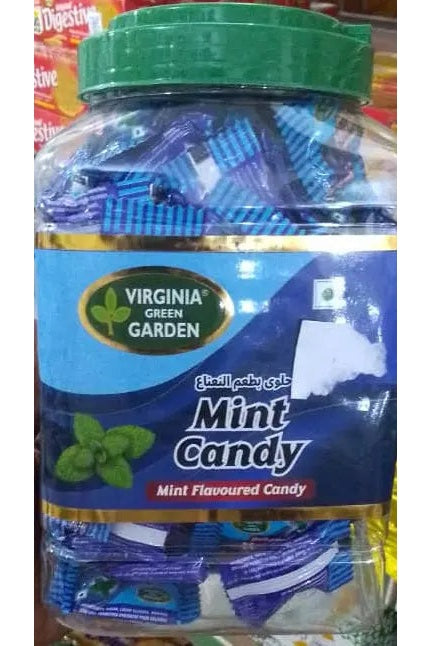 Digestive
Digestive
VIRGINIA®
GREEN
GARDEN
حلوى بطعم النعناع
Mint
Candy
Mint Flavoured Candy